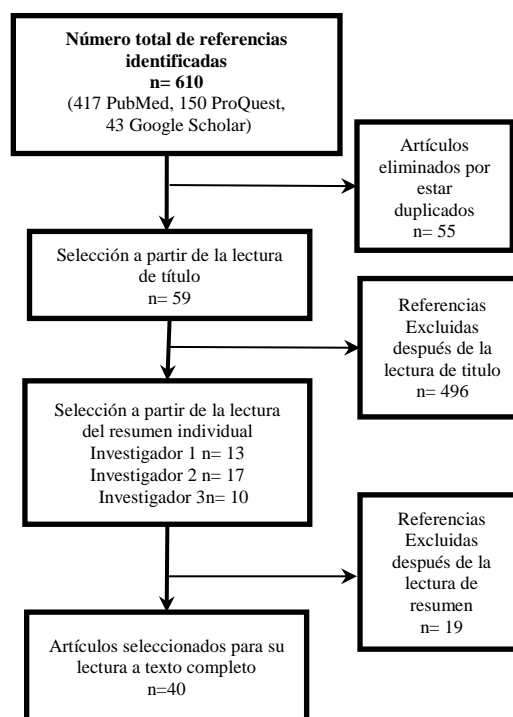 Número total de referencias
identificadas
n= 610
(417 PubMed, 150 ProQuest,
43 Google Scholar)
Artículos
eliminados por
estar
duplicados
n= 55
Selección a partir de la lectura
de título
n= 59
Referencias
Excluidas
después de la
lectura de titulo
n= 496
Selección a partir de la lectura
del resumen individual
Investigador 1 n= 13
Investigador 2 n= 17
Investigador 3n= 10
Referencias
Excluidas
después de la
lectura de
resumen
n= 19
Artículos seleccionados para su
lectura a texto completo
n=40